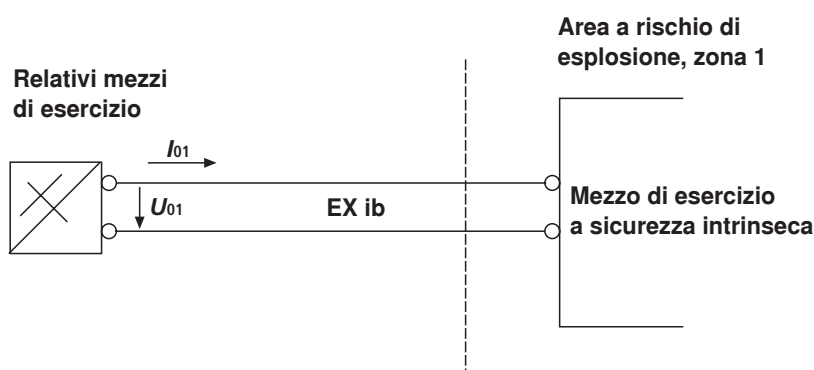 Area a rischio di
esplosione, zona 1
Relativi mezzi
di esercizio
I01
U01
EX ib
Mezzo di esercizio
a sicurezza intrinseca